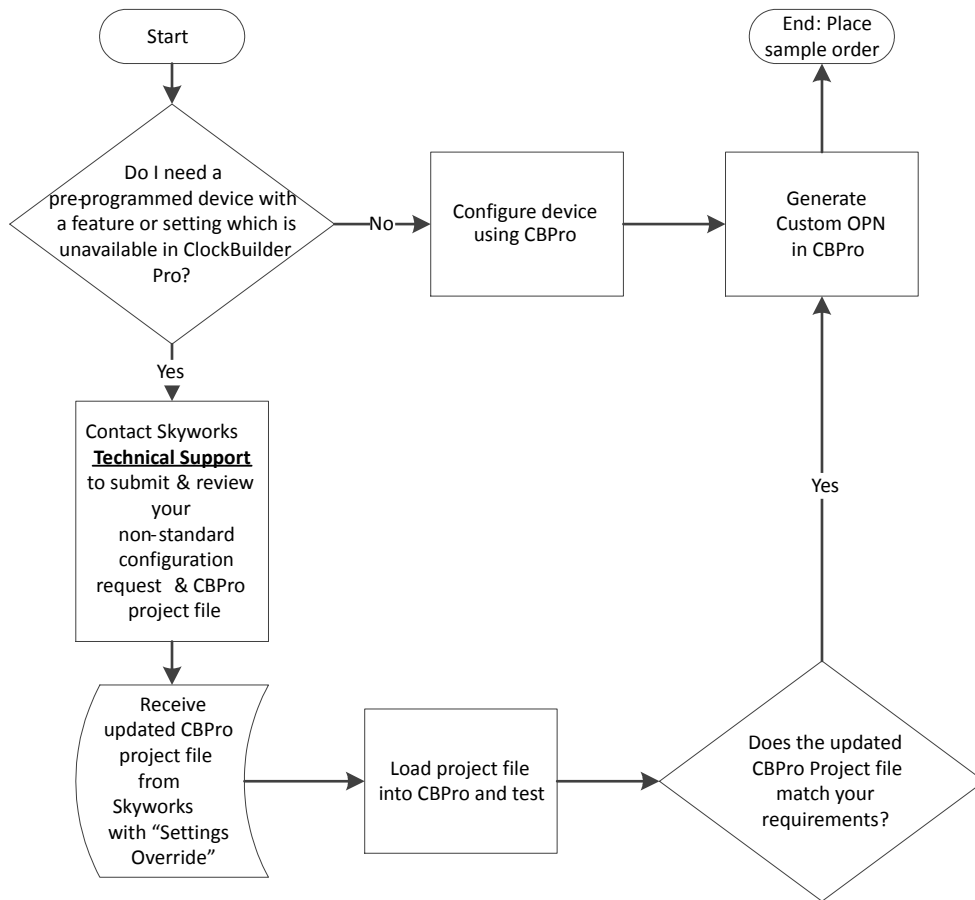 Start
End: Place
sample order
Do I need a
pre-programmed device with
a feature or setting which is
unavailable in ClockBuilder
Pro?
No
Configure device
using CBPro
Generate
Custom OPN
in CBPro
Yes
Contact Skyworks
Technical Support
to submit & review
your
non-standard
configuration
request & CBPro
project file
Yes
Receive
updated CBPro
project file
from
Skyworks
with “Settings
Override”
Load project file
into CBPro and test
Does the updated
CBPro Project file
match your
requirements?